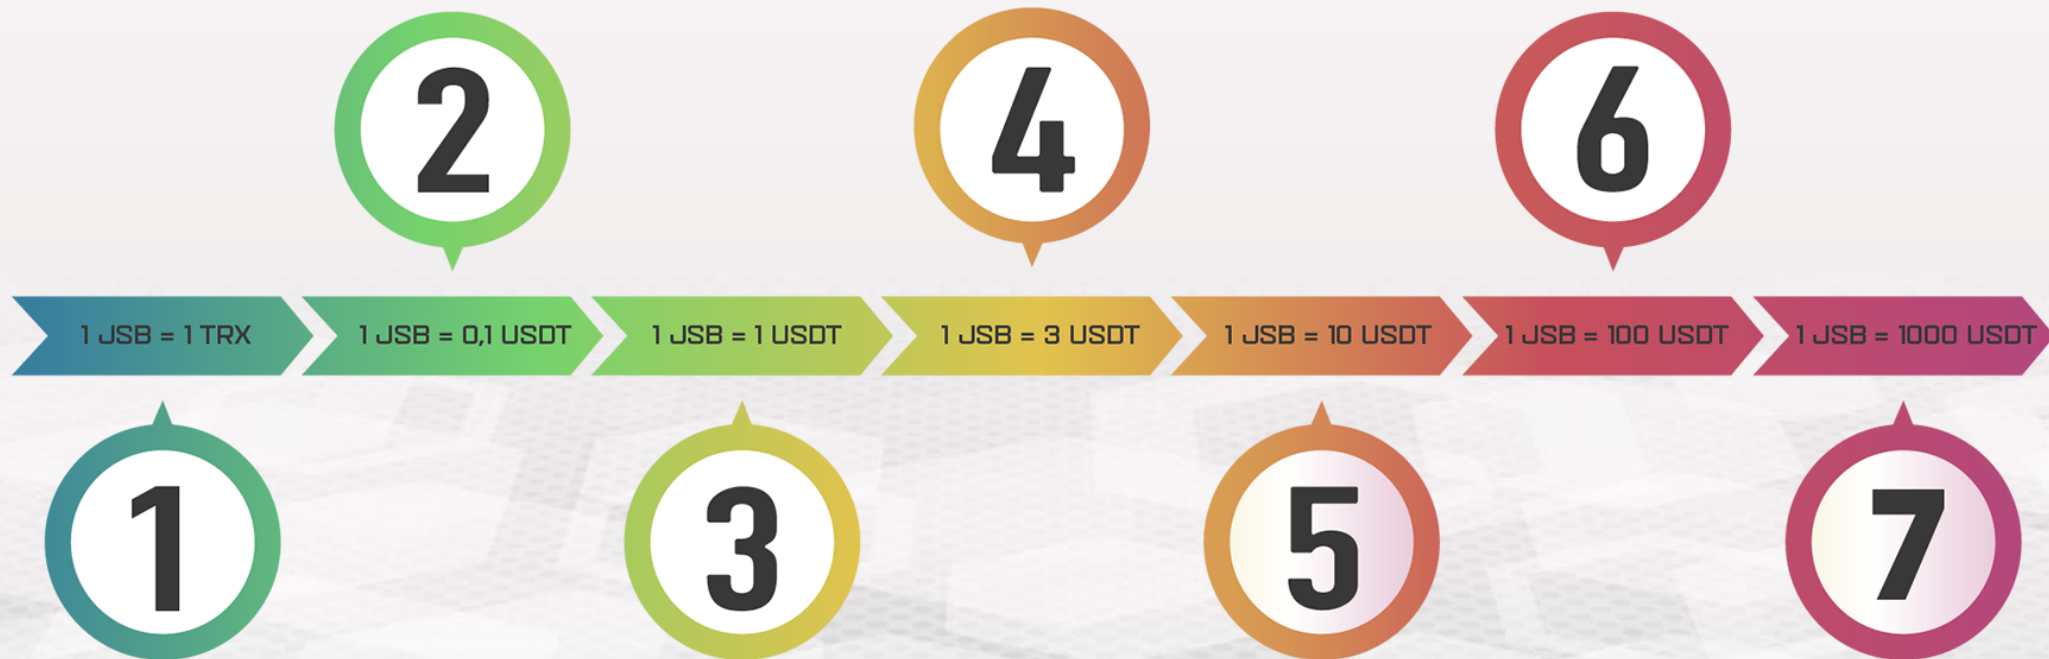 2
4
6
1 JSB = 1 TRX
1 JSB = 0,1 USDT
1 JSB = 1 USDT
1 JSB = 3 USDT
1 JSB = 10 USDT
1 JSB = 100 USDT
1 JSB = 1000 USDT
1
3
5
7